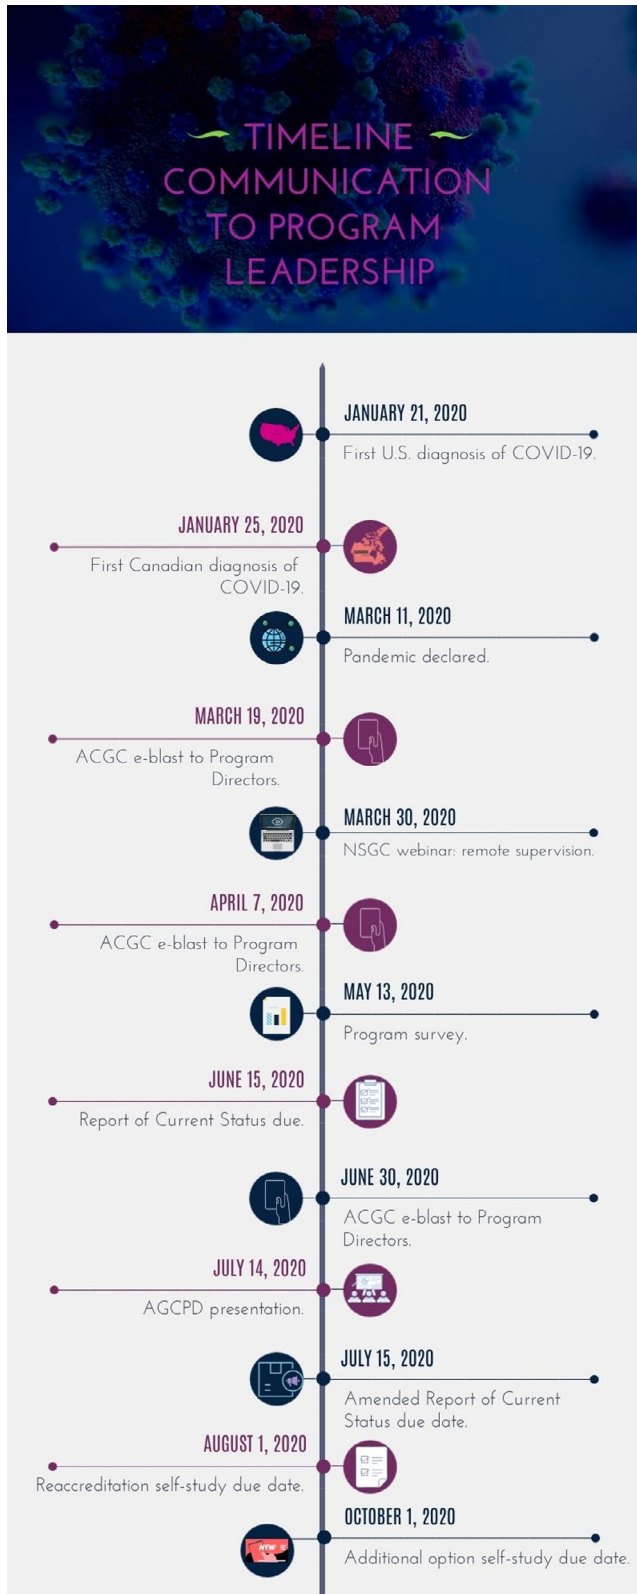 TIMELINE
COMMUNICATION
TO PROGRAM
LEADERSHIP
JANUARY 21, 2020
First U.S. diagnosis of COVID-19.
JANUARY 25, 2020
First Canadian diagnosis of
COVID-19.
MARCH 11, 2020
Pandemic declared.
MARCH 19, 2020
ACGC e-blast to Program
Directors.
MARCH 30, 2020
NSGC webinar: remote supervision.
APRIL 7, 2020
ACGC e-blast to Program
Directors.
MAY 13, 2020
Program survey.
JUNE 15, 2020
Report of Current Status due.
JUNE 30, 2020
ACGC e-blast to Program
Directors.
JULY 14, 2020
AGCPD presentation.
JULY 15, 2020
Amended Report of Current
Status due date.
AUGUST 1, 2020
Reaccreditation self-study due date.
OCTOBER 1, 2020
Additional option self-study due date.